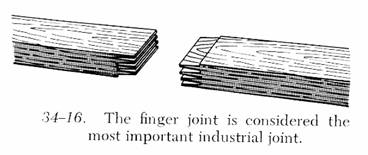 34–16. The finger joint is considered the
most important industrial joint.